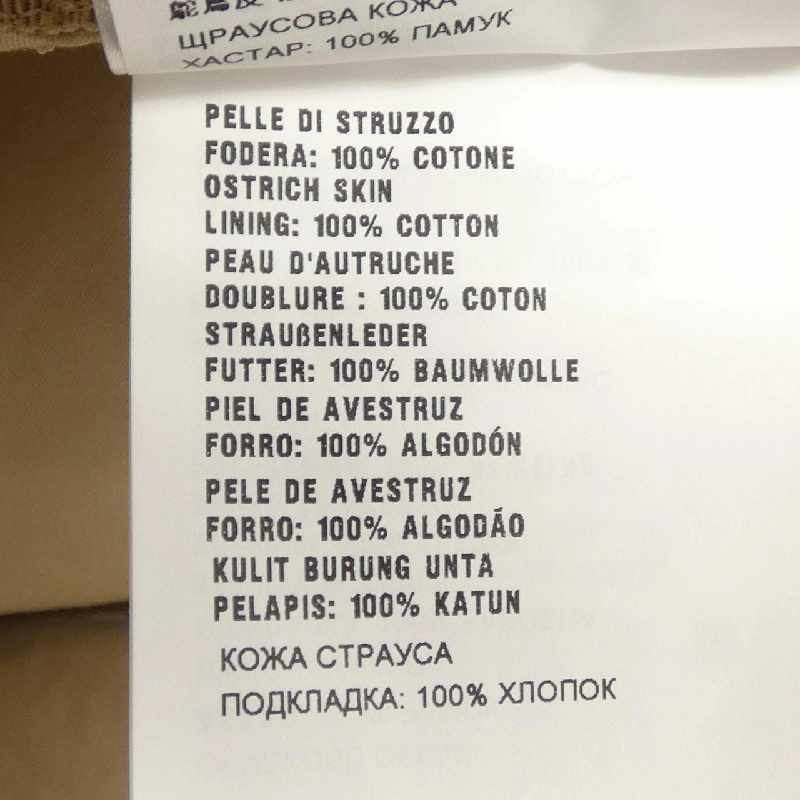 ЩРАУСОВА КОЖА
ХАСТАР: 100% ПАМУК
PELLE DI STRUZZO
FODERA: 100% COTONE
OSTRICH SKIN
LINING: 100% COTTON
PEAU D'AUTRUCHE
DOUBLURE : 100% COTON
STRAUßENLEDER
FUTTER: 100% BAUMWOLLE
PIEL DE AVESTRUZ
FORRO: 100% ALGODÓN
PELE DE AVESTRUZ
FORRO: 100% ALGODÃO
KULIT BURUNG UNTA
PELAPIS: 100% KATUN
КОЖА СТРАУСА
ПОДКЛАДКА: 100% ХЛОПОК